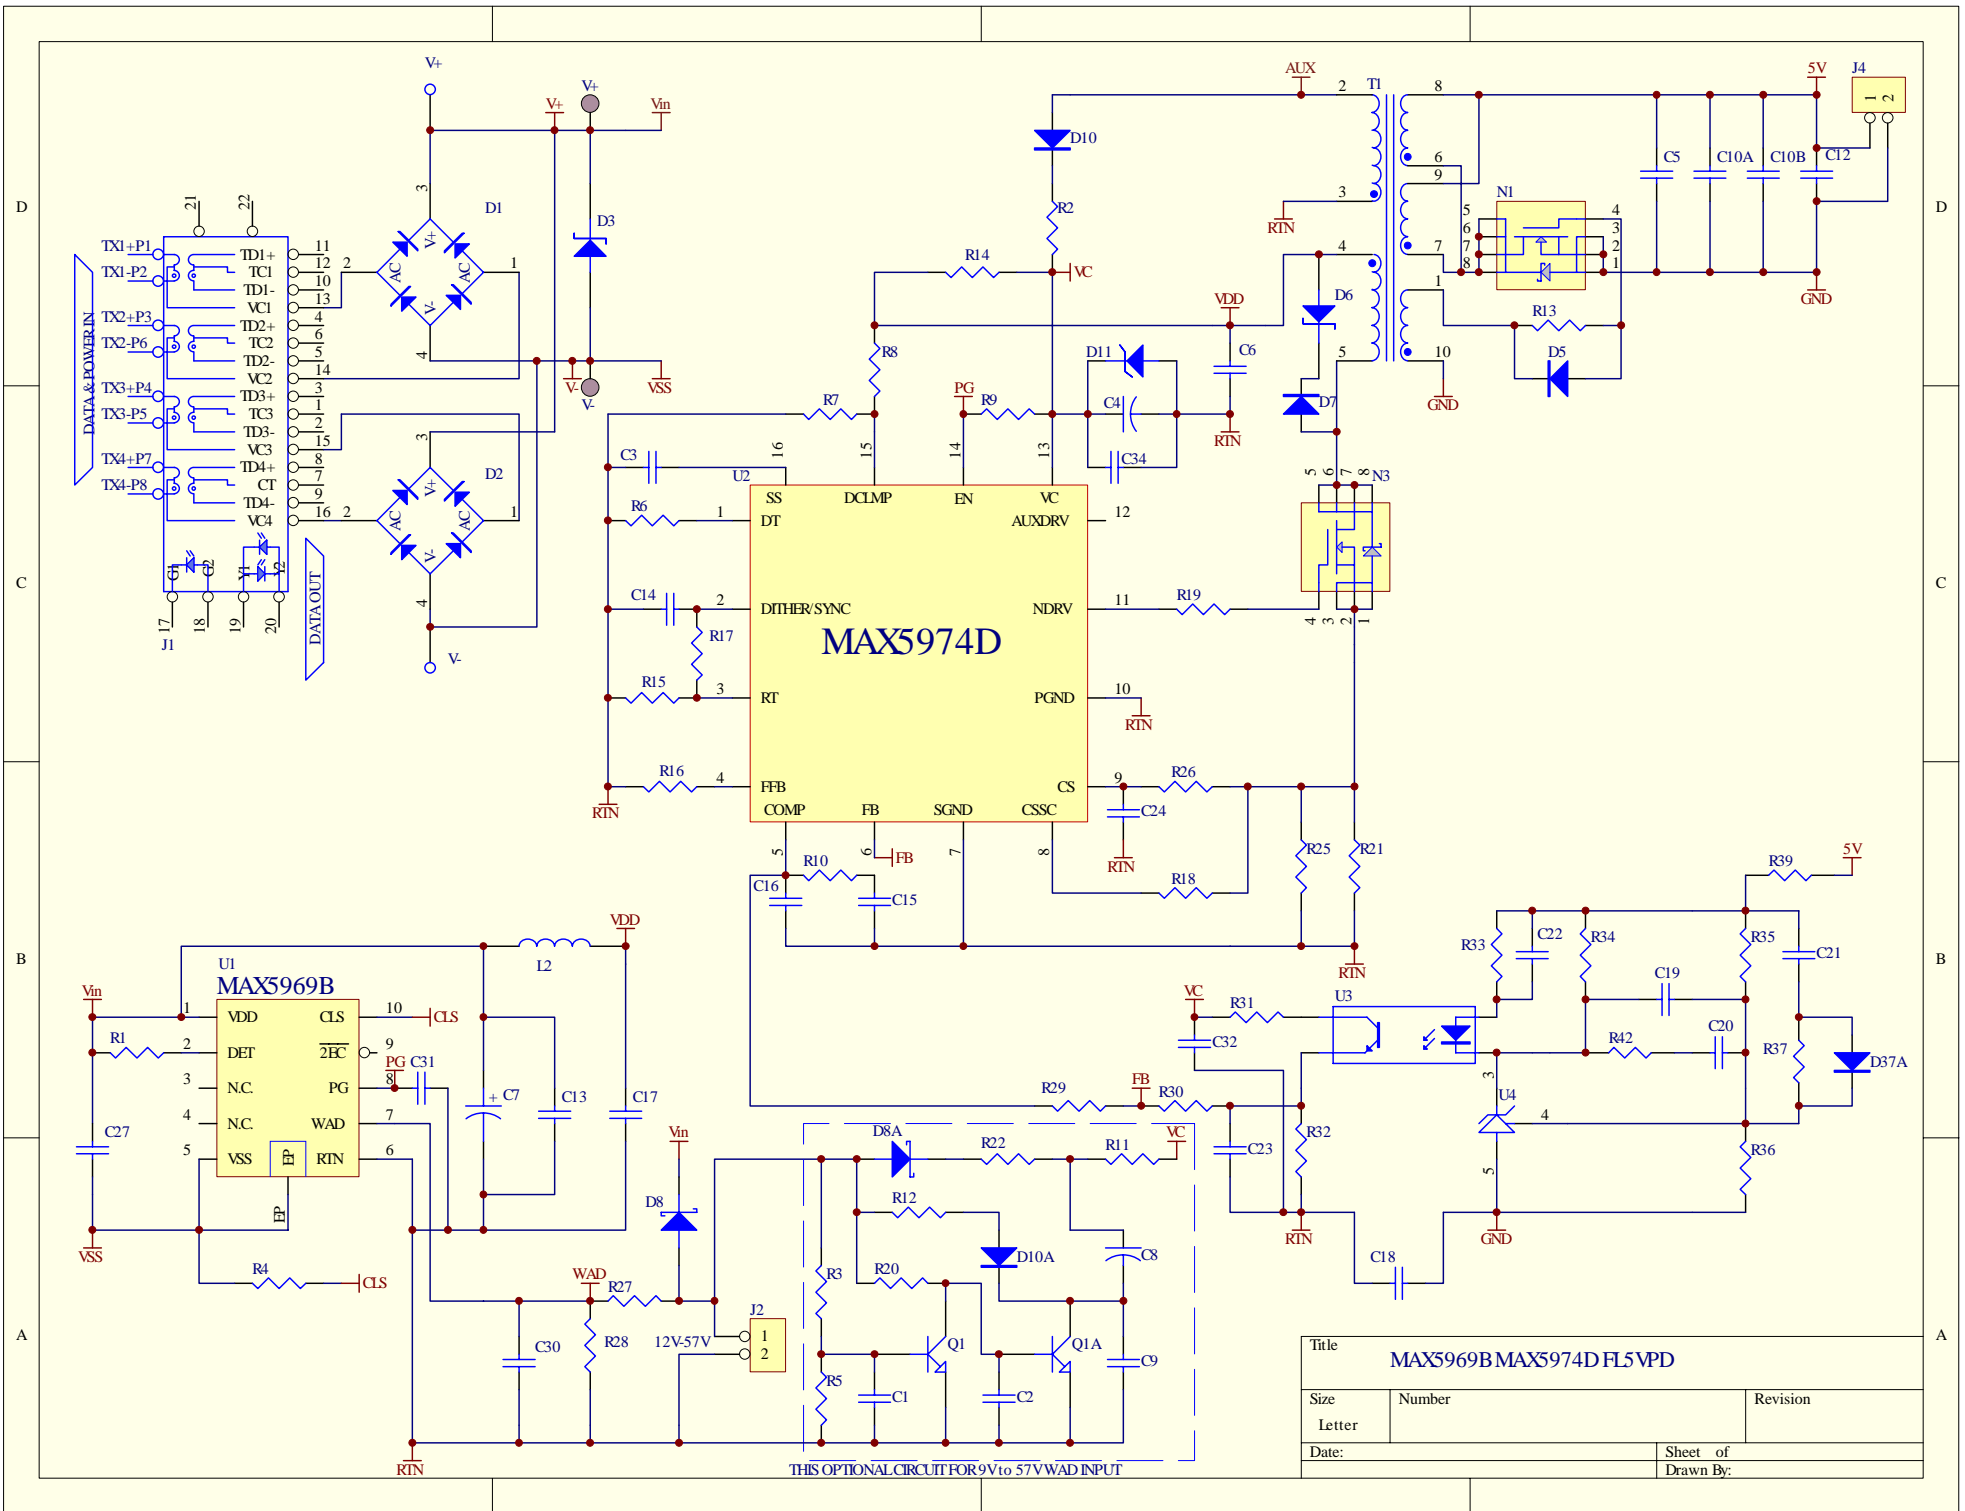 V+
V+
V+
Vin
AUX
T1
5V
J4
2
8
1
2
D10
C5
C10A
C10B
C12
6
9
3
N1
21
22
3
D1
D3
R2
RTN
5
6
7
8
4
3
2
1
D
D
TX1+P1
TX1-P2
TX2+P3
TX2-P6
TX3+P4
TX3-P5
TX4+P7
TX4-P8
DATA & POWER IN
TD1+
TC1
TD1-
VC1
TD2+
TC2
TD2-
VC2
TD3+
TC3
TD3-
VC3
TD4+
CT
TD4-
VC4
11
12
10
13
4
6
5
14
3
1
2
15
8
7
9
16
2
V+
AC
V-
1
4
V-
V-
VSS
R14
VC
4
7
1
GND
VDD
D6
R13
R8
D11
C6
5
10
D5
PG
R9
C4
D7
GND
R7
RTN
3
D2
2
V+
AC
V-
1
4
V-
C3
16
15
14
13
C34
5
6
7
8
N3
U2
SS
DCLMP
EN
VC
R6
1
DT
AUXDRV
12
G1
G2
Y1
Y2
17
18
19
20
J1
DATA OUT
C
C
C14
2
DITHER/SYNC
NDRV
11
R19
4
3
2
1
R17
MAX5974D
R15
3
RT
PGND
10
RTN
R16
4
FFB
CS
9
R26
RTN
COMP
FB
SGND
CSSC
C24
5
6
7
8
RTN
R10
FB
C16
C15
R18
R25
R21
R39
5V
RTN
B
B
VDD
L2
U1
MAX5969B
Vin
1
VDD
CLS
10
CLS
R1
2
DET
2EC
9
3
N.C.
PG
8
PG
C31
4
N.C.
WAD
7
5
VSS
EP
RTN
6
EP
C27
VSS
+
C7
C13
C17
R4
CLS
R33
C22
R34
R35
C21
C19
VC
R31
U3
C32
R42
C20
R37
D37A
3
U4
4
5
R36
R29
FB
R30
C23
R32
RTN
GND
C18
Vin
D8
D8A
R22
R11
VC
R12
D10A
C8
R3
R20
WAD
R27
R28
C30
J2
12V-57V
1
2
Q1
Q1A
C9
R5
C1
C2
RTN
THIS OPTIONAL CIRCUIT FOR 9V to 57V WAD INPUT
A
A
Title
MAX5969B MAX5974D FL5VPD
Size
Number
Revision
Letter
Date:
Sheet of
Drawn By: